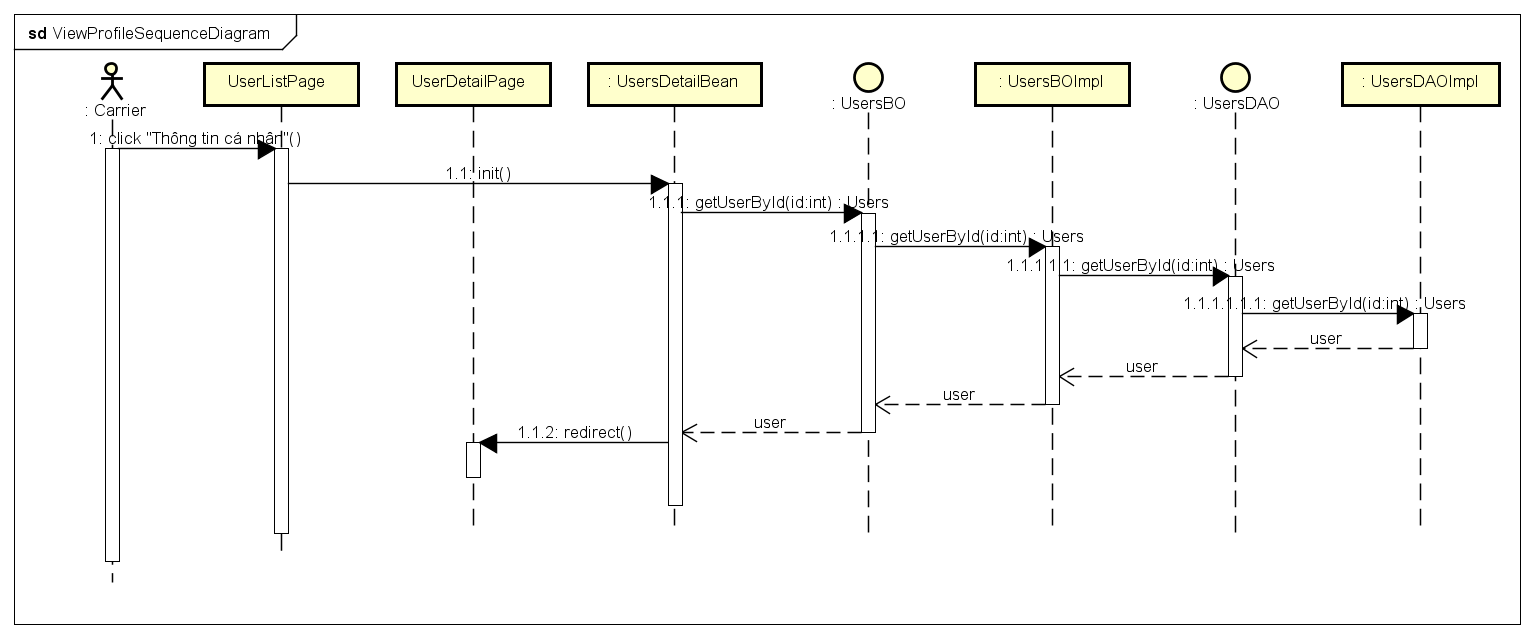 sd ViewProfileSequenceDiagram
UserListPage
UserDetailPage
: UsersDetailBean
: UsersBO
: UsersBOImpl
: UsersDAO
: UsersDAOImpl
: Carrier
1: click "Thông tin cá nhân"()
1.1: init()
1.1.1: getUserById(id:int) : Users
1.1.1.1: getUserById(id:int) : Users
1.1.1.1.1: getUserById(id:int) : Users
1.1.1.1.1.1: getUserById(id:int) : Users
user
user
user
user
1.1.2: redirect()